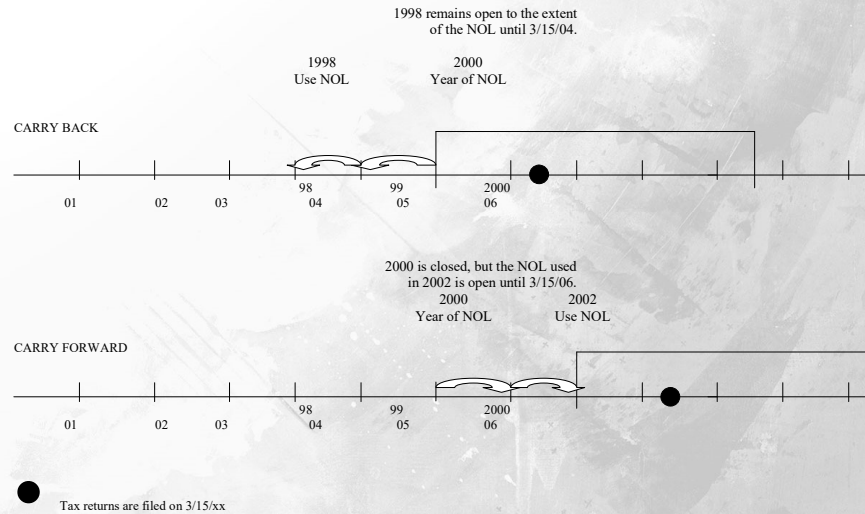 1998 remains open to the extent
of the NOL until 3/15/04.
1998
Use NOL
2000
Year of NOL
CARRY BACK
98 99 2000
01 02 03 04 05 06
2000 is closed, but the NOL used
in 2002 is open until 3/15/06.
2000
Year of NOL
2002
Use NOL
CARRY FORWARD
98 99 2000
01 02 03 04 05 06
Tax returns are filed on 3/15/xx